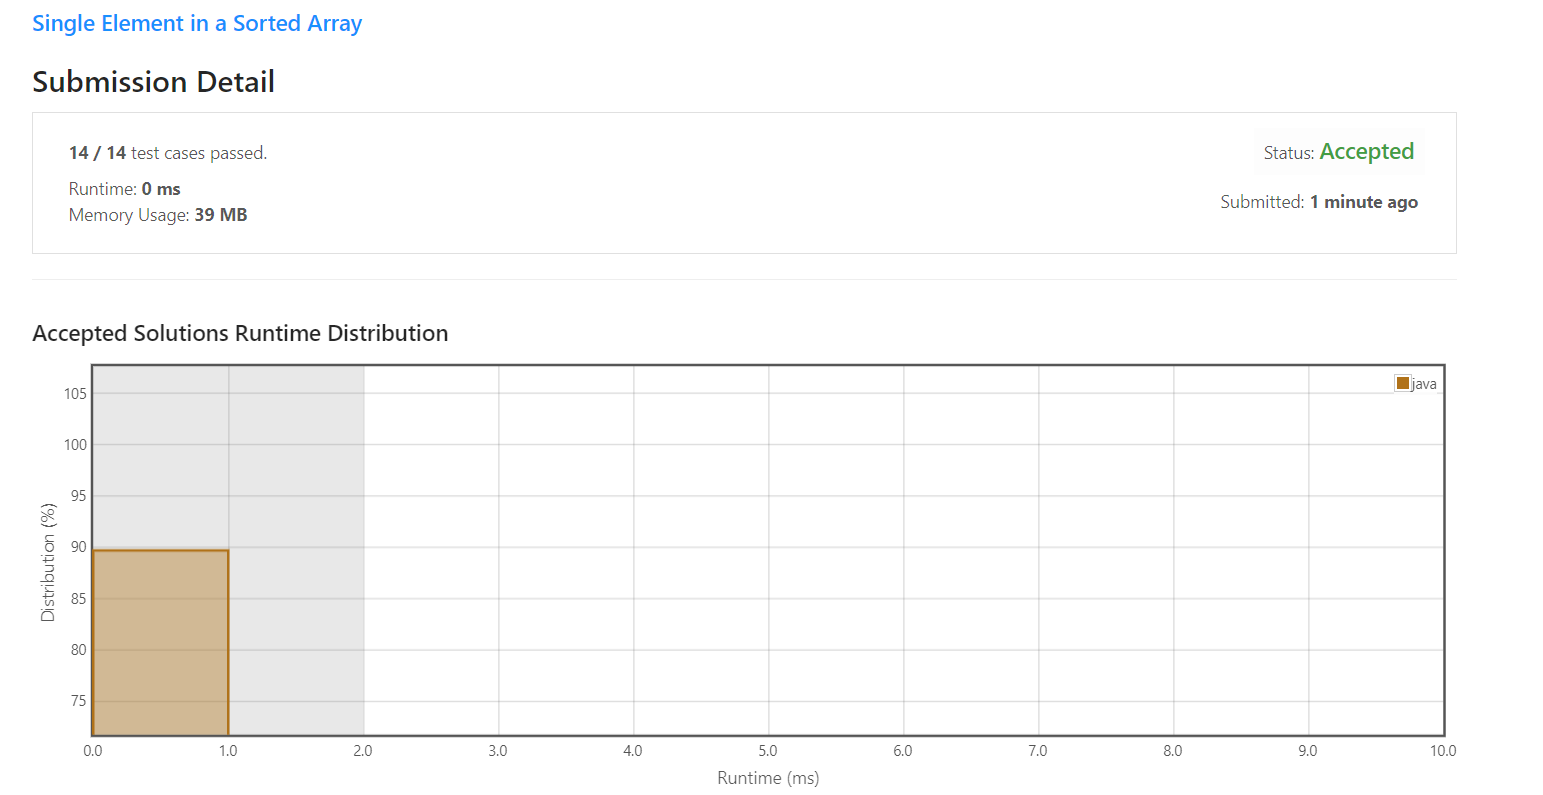 Single Element in a Sorted Array
Submission Detail
14 / 14 test cases passed.
Status: Accepted
Runtime: 0 ms
Submitted: 1 minute ago
Memory Usage: 39 MB
Accepted Solutions Runtime Distribution
java
105
100
95
90
85
80
75
Distribution (%)
0.0 1.0 2.0 3.0 4.0 5.0 6.0 7.0 8.0 9.0 10.0
Runtime (ms)